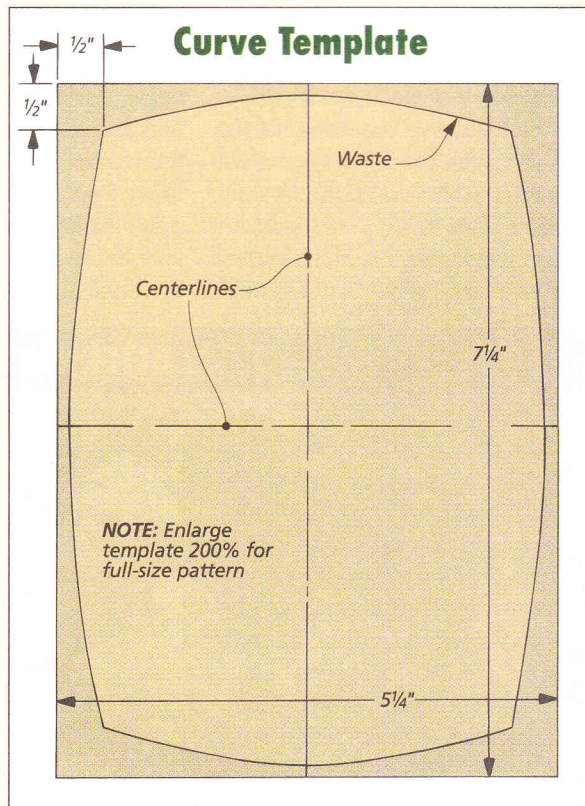 ½"
Curve Template
½"
Waste
Centerlines
7¼"
NOTE: Enlarge
template 200% for
full-size pattern
5¼"